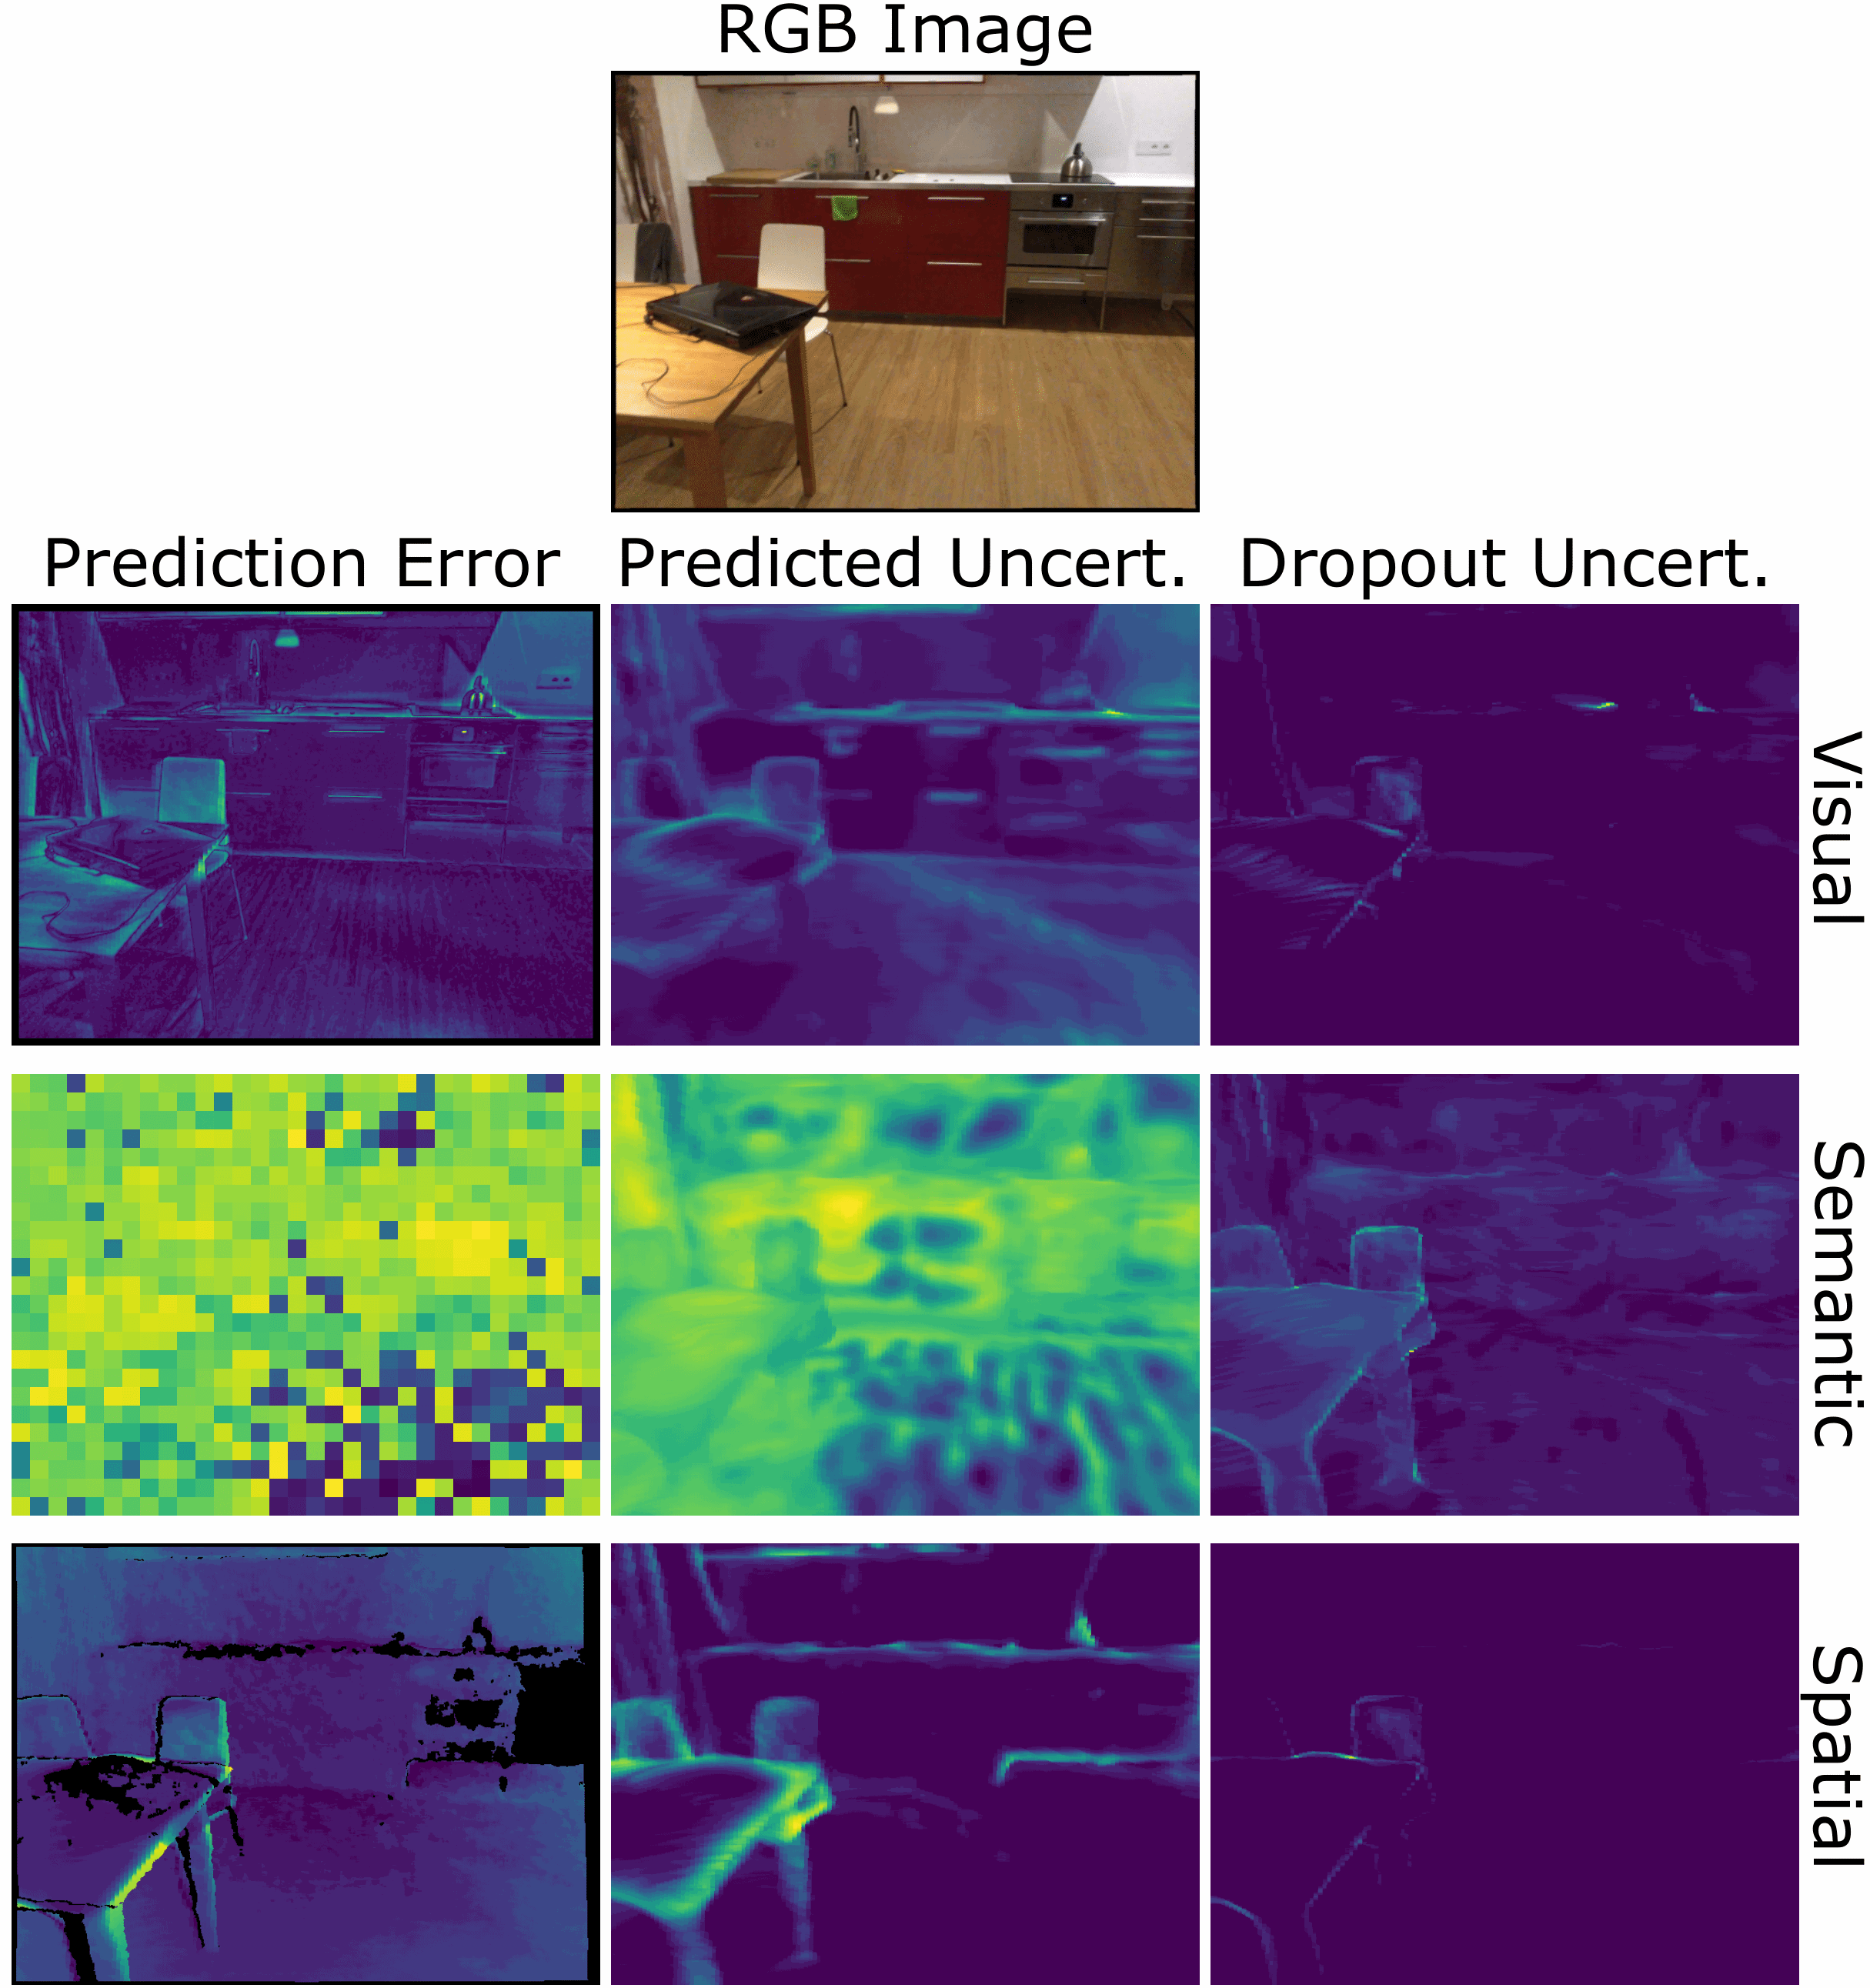 RGB Image
Prediction Error
Predicted Uncert.
Dropout Uncert.
Visual
Semantic
Spatial